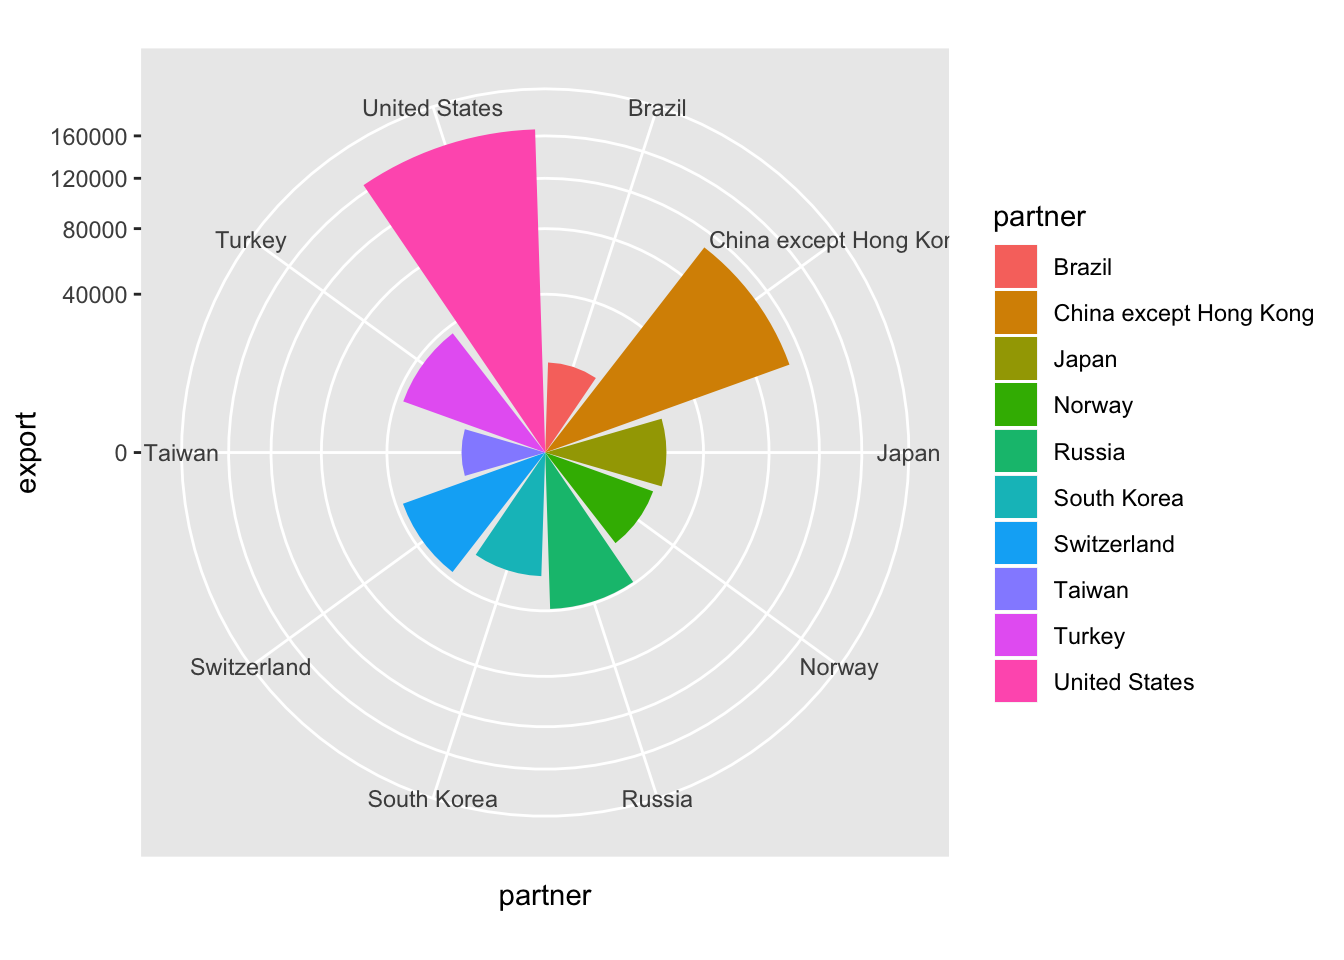 United States
Brazil
160000
120000
80000
Turkey
China except Hong Kon
40000
export
0
Taiwan
Japan
Switzerland
Norway
South Korea
Russia
partner
partner
Brazil
China except Hong Kong
Japan
Norway
Russia
South Korea
Switzerland
Taiwan
Turkey
United States